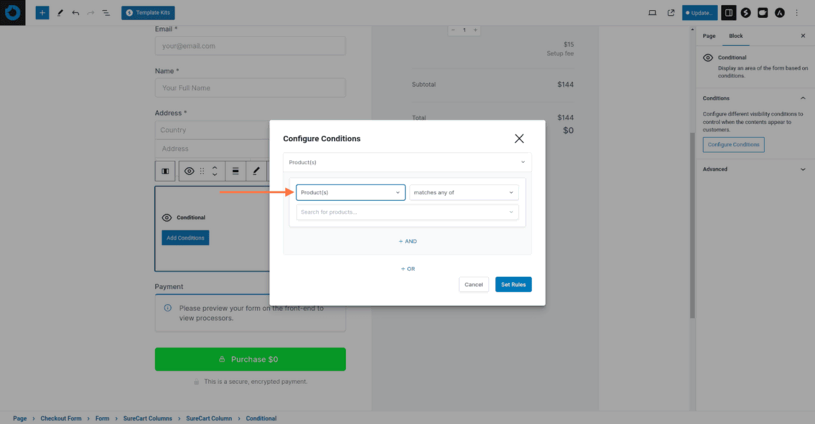 Template Kits
Update..
Email *
your@email.com
Name *
Your Full Name
Address *
Country
Address
Conditional
Add Conditions
Payment
Please preview your form on the front-end to
view processors.
Purchase $0
This is a secure, encrypted payment.
1
$15
Setup fee
Subtotal
$144
Total
$144
$0
Configure Conditions
Product(s)
Product(s)
matches any of
Search for products...
+ AND
+ OR
Cancel
Set Rules
Page
Block
Conditional
Display an area of the form based on
conditions.
Conditions
Configure different visibility conditions to
control when the contents appear to
customers.
Configure Conditions
Advanced
Page > Checkout Form > Form > SureCart Columns > SureCart Column > Conditional